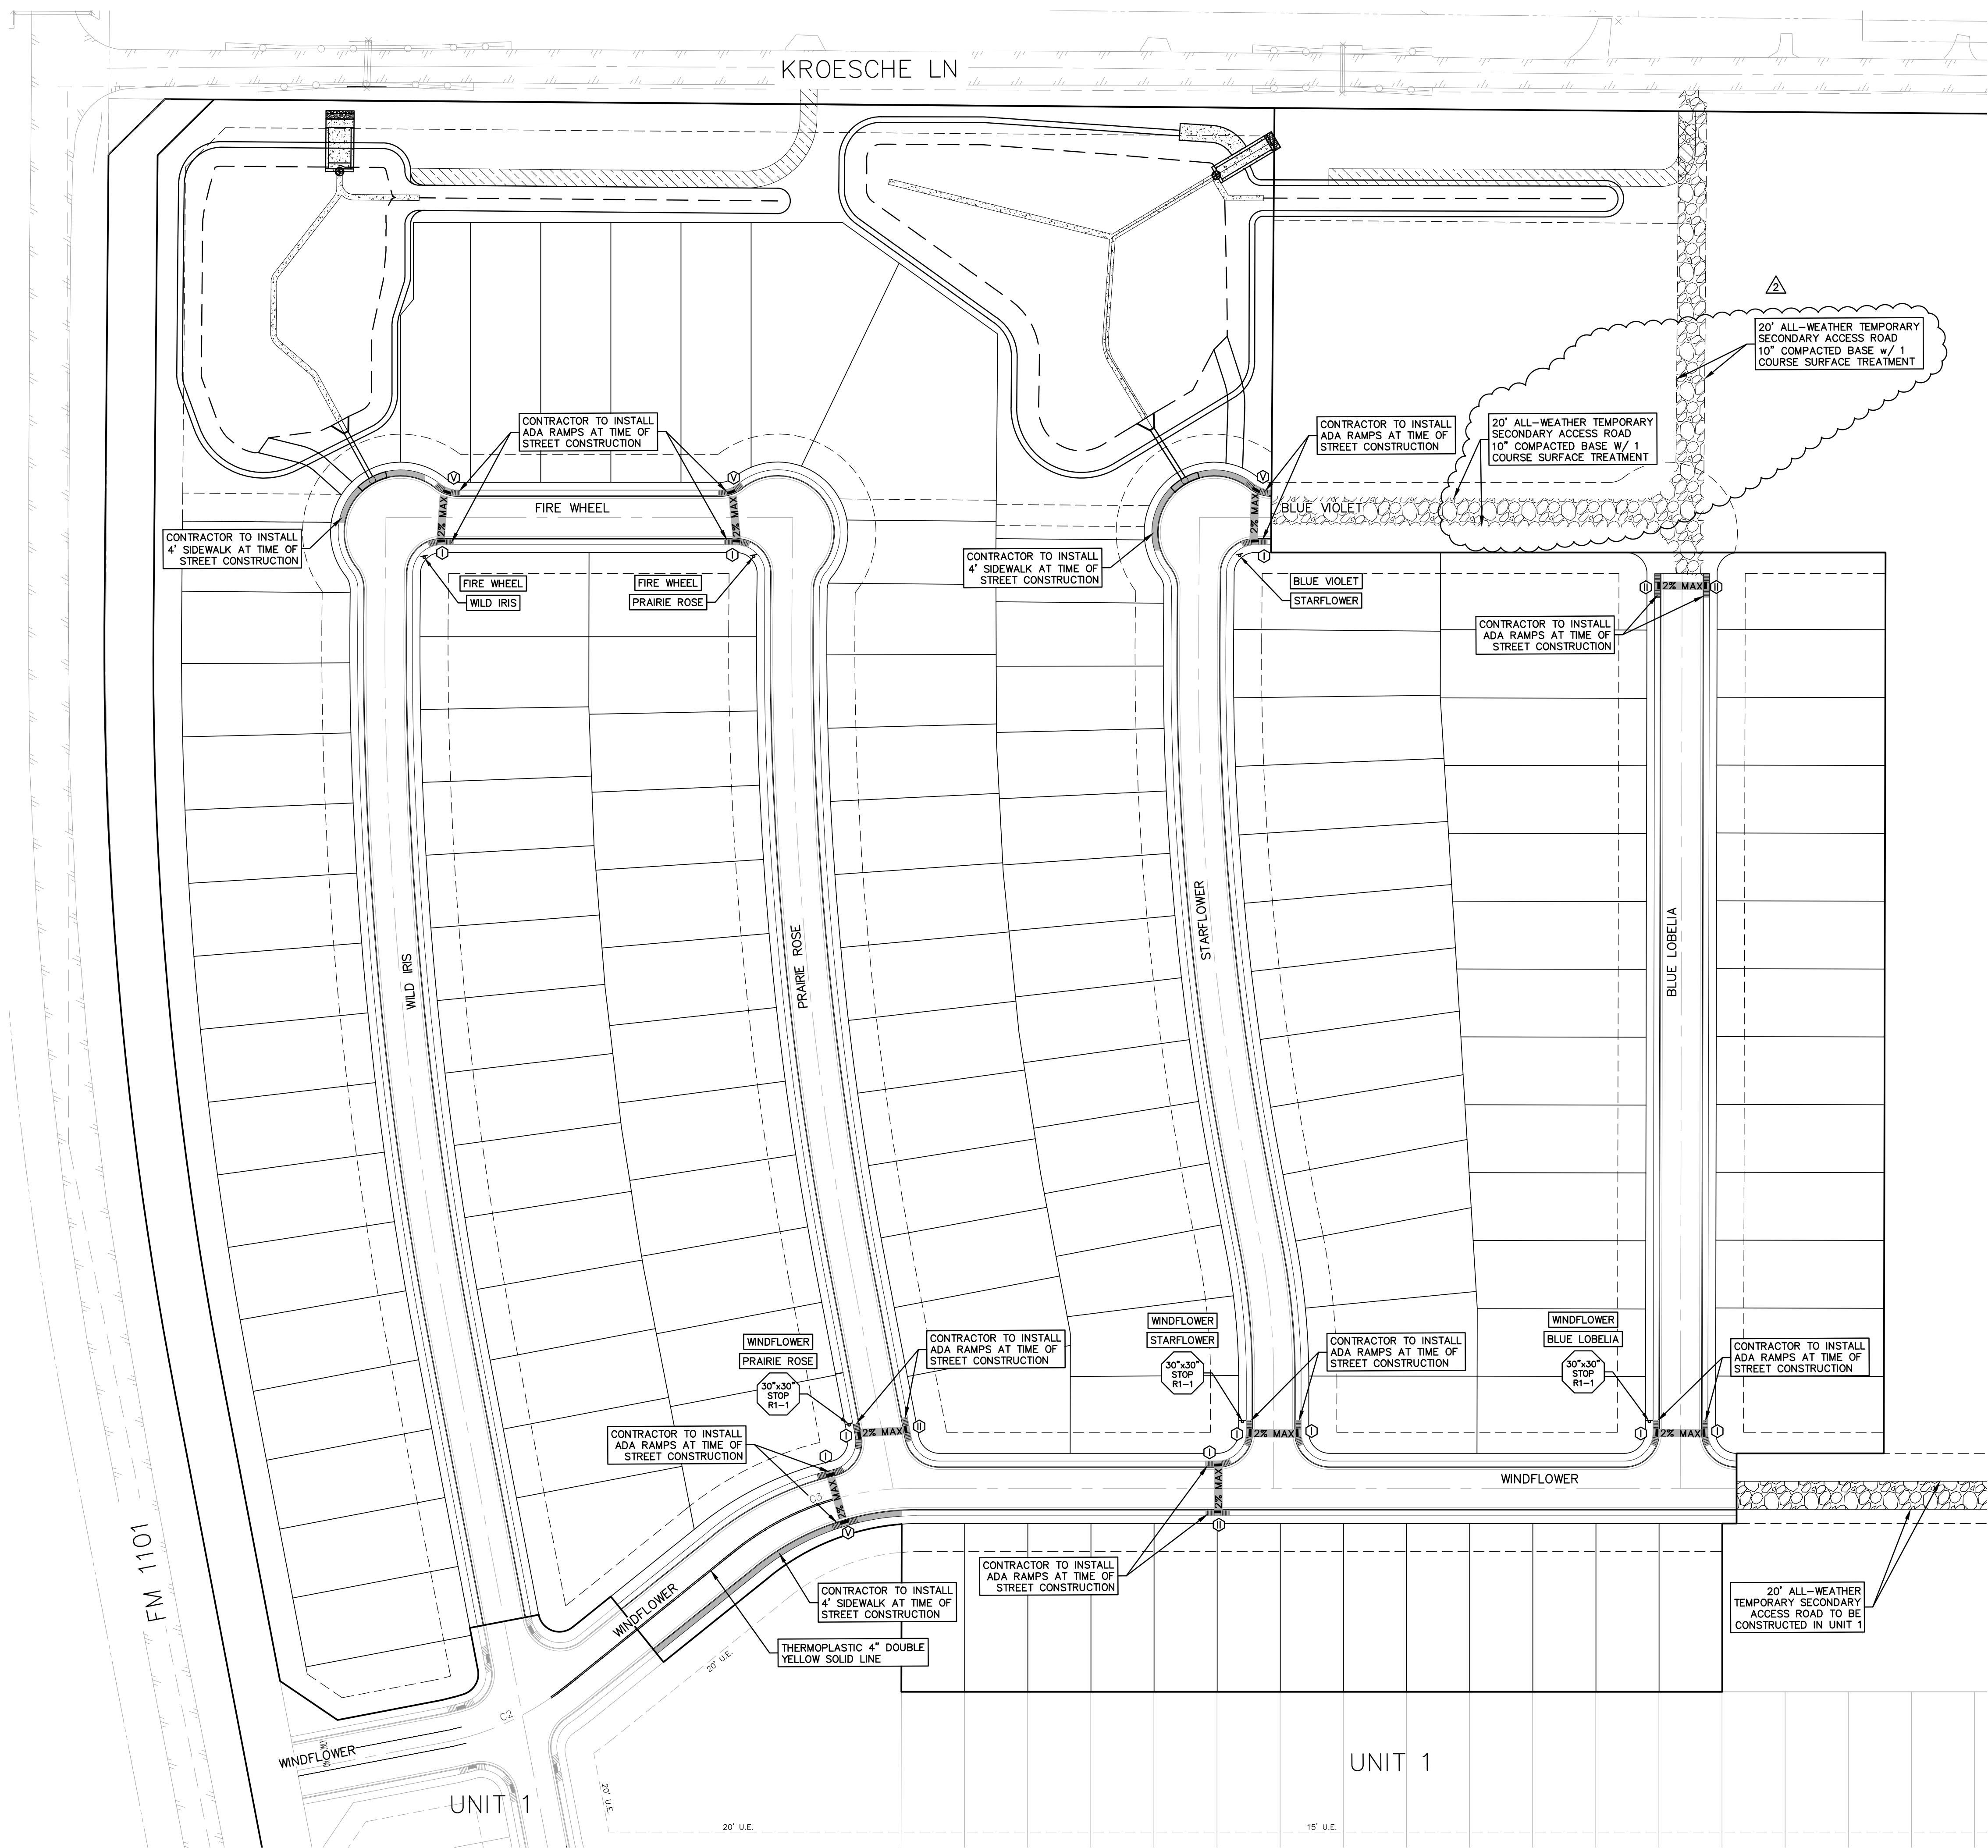 KROESCHE LN
2
20' ALL-WEATHER TEMPORARY
SECONDARY ACCESS ROAD
10" COMPACTED BASE w/ 1
COURSE SURFACE TREATMENT
CONTRACTOR TO INSTALL
ADA RAMPS AT TIME OF
STREET CONSTRUCTION
CONTRACTOR TO INSTALL
ADA RAMPS AT TIME OF
STREET CONSTRUCTION
20' ALL-WEATHER TEMPORARY
SECONDARY ACCESS ROAD
10" COMPACTED BASE W/ 1
COURSE SURFACE TREATMENT
V
V
V
2% MAX
FIRE WHEEL
2% MAX
2% MAX
BLUE VIOLET
CONTRACTOR TO INSTALL
4' SIDEWALK AT TIME OF
STREET CONSTRUCTION
CONTRACTOR TO INSTALL
4' SIDEWALK AT TIME OF
STREET CONSTRUCTION
I
I
I
FIRE WHEEL
WILD IRIS
FIRE WHEEL
PRAIRIE ROSE
BLUE VIOLET
STARFLOWER
II
2% MAX
II
CONTRACTOR TO INSTALL
ADA RAMPS AT TIME OF
STREET CONSTRUCTION
WILD IRIS
PRAIRIE ROSE
STARFLOWER
BLUE LOBELIA
WINDFLOWER
PRAIRIE ROSE
30"x30"
STOP
R1-1
CONTRACTOR TO INSTALL
ADA RAMPS AT TIME OF
STREET CONSTRUCTION
WINDFLOWER
STARFLOWER
30"x30"
STOP
R1-1
CONTRACTOR TO INSTALL
ADA RAMPS AT TIME OF
STREET CONSTRUCTION
WINDFLOWER
BLUE LOBELIA
30"x30"
STOP
R1-1
CONTRACTOR TO INSTALL
ADA RAMPS AT TIME OF
STREET CONSTRUCTION
I
2% MAX
II
I
2% MAX
I
I
2% MAX
I
CONTRACTOR TO INSTALL
ADA RAMPS AT TIME OF
STREET CONSTRUCTION
I
I
2% MAX
C3
2% MAX
WINDFLOWER
V
II
CONTRACTOR TO INSTALL
ADA RAMPS AT TIME OF
STREET CONSTRUCTION
CONTRACTOR TO INSTALL
4' SIDEWALK AT TIME OF
STREET CONSTRUCTION
20' ALL-WEATHER
TEMPORARY SECONDARY
ACCESS ROAD TO BE
CONSTRUCTED IN UNIT 1
WINDFLOWER
THERMOPLASTIC 4" DOUBLE
YELLOW SOLID LINE
20' U.E.
FM 1101
C2
WINDFLOWER
UNIT 1
UNIT 1
20' U.E.
20' U.E.
15' U.E.